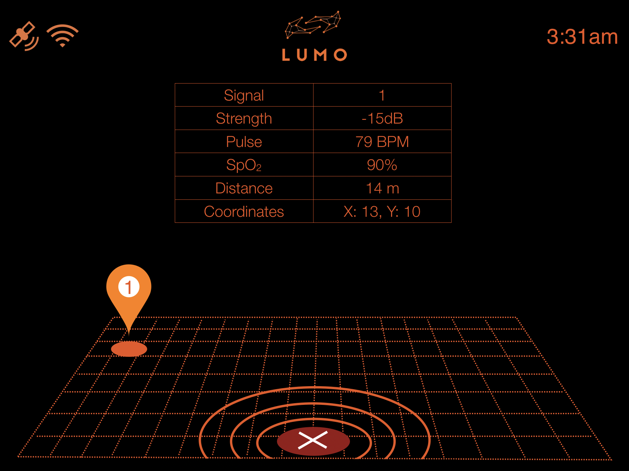 3:31am
LUMO
Signal 1
Strength -15dB
Pulse 79 BPM
SpO₂ 90%
Distance 14 m
Coordinates X: 13, Y: 10
1